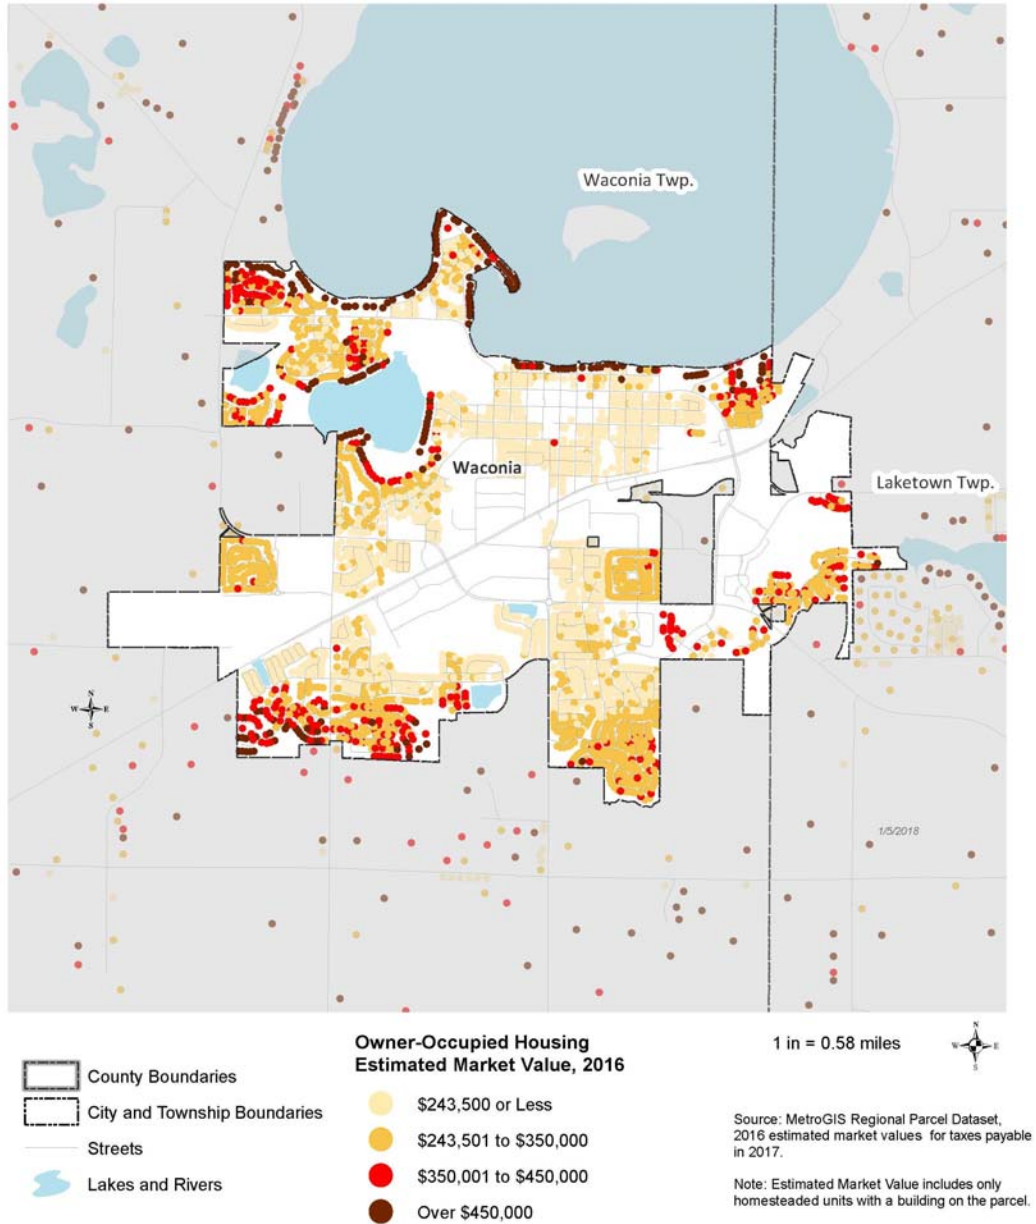 Waconia Twp.
Waconia
Laketown Twp.
N
W E
S
1/5/2018
Owner-Occupied Housing
Estimated Market Value, 2016
County Boundaries
City and Township Boundaries
Streets
Lakes and Rivers
$243,500 or Less
$243,501 to $350,000
$350,001 to $450,000
Over $450,000
1 in = 0.58 miles
N
W E
S
Source: MetroGIS Regional Parcel Dataset,
2016 estimated market values for taxes payable
in 2017.
Note: Estimated Market Value includes only
homesteaded units with a building on the parcel.